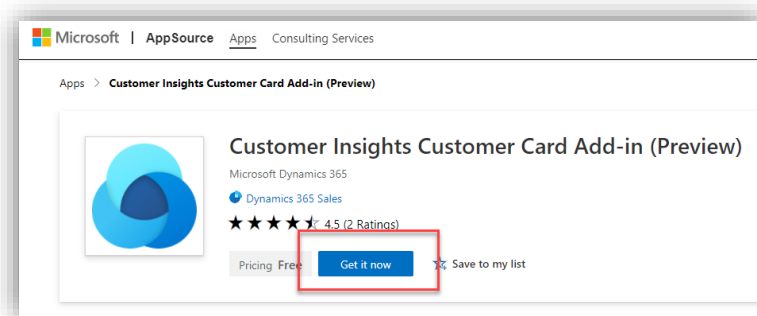 Microsoft | AppSource Apps Consulting Services
Apps > Customer Insights Customer Card Add-in (Preview)
Customer Insights Customer Card Add-in (Preview)
Microsoft Dynamics 365
Dynamics 365 Sales
4.5 (2 Ratings)
Pricing Free Get it now Save to my list